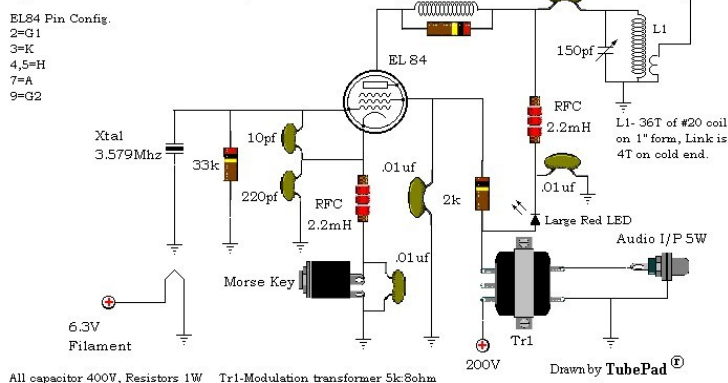 EL84 Pin Config.
2=G1
3=K
4,5=H
7=A
9=G2
EL 84
150pf
L1
RFC
2.2mH
L1- 36T of #20 coil
on 1" form, Link is
4T on cold end.
Xtal
3.579Mhz
33k
10pf
220pf
RFC
2.2mH
.01uf
2k
.01uf
Large Red LED
Audio I/P 5W
Morse Key
.01uf
6.3V
Filament
200V
Tr1
Drawn by TubePad ®
All capacitor 400V, Resistors 1W Tr1-Modulation transformer 5k:8ohm